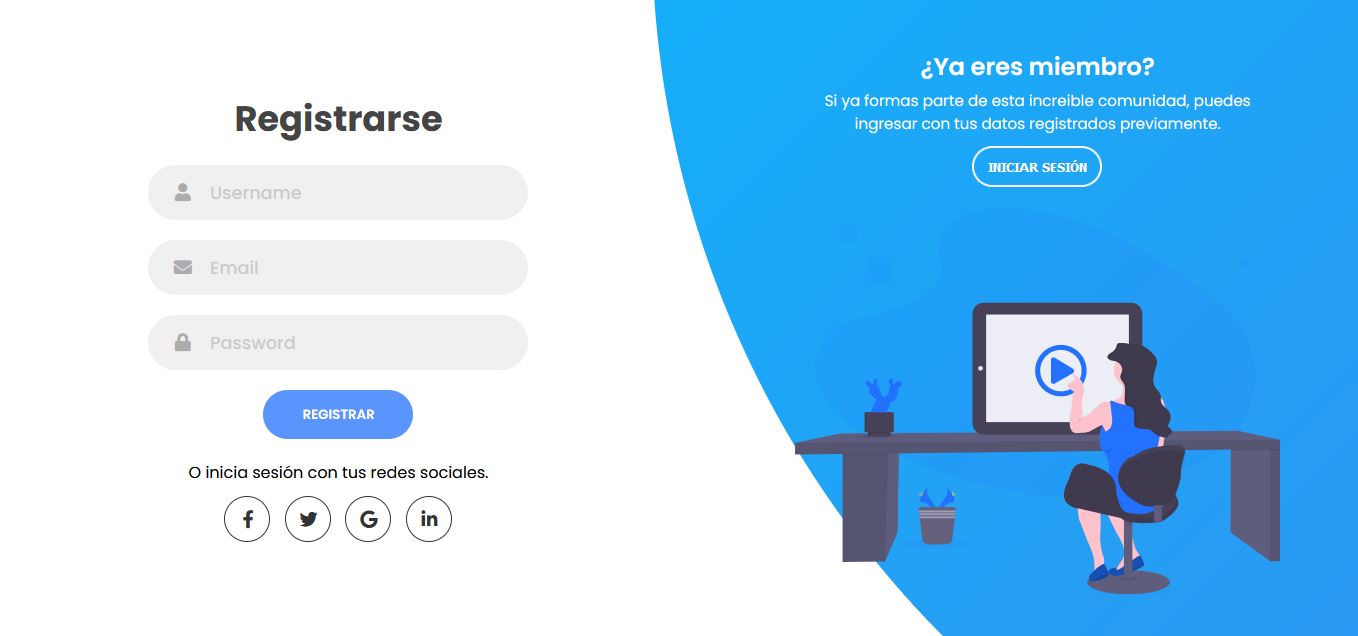 Registrarse
Username
Email
Password
REGISTRAR
O inicia sesión con tus redes sociales.
¿Ya eres miembro?
Si ya formas parte de esta increible comunidad, puedes
ingresar con tus datos registrados previamente.
INICIAR SESIÓN